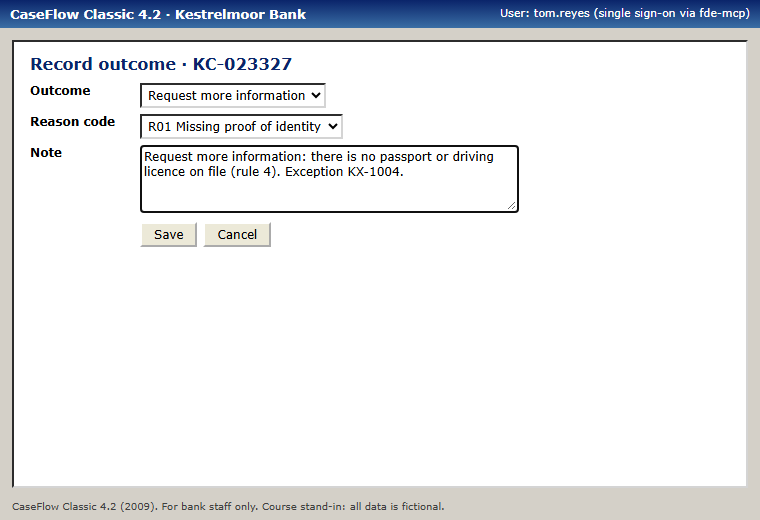 CaseFlow Classic 4.2 · Kestrelmoor Bank
User: tom.reyes (single sign-on via fde-mcp)
Record outcome · KC-023327
Outcome
Request more information
Reason code
R01 Missing proof of identity
Note
Request more information: there is no passport or driving
licence on file (rule 4). Exception KX-1004.
Save
Cancel
CaseFlow Classic 4.2 (2009). For bank staff only. Course stand-in: all data is fictional.